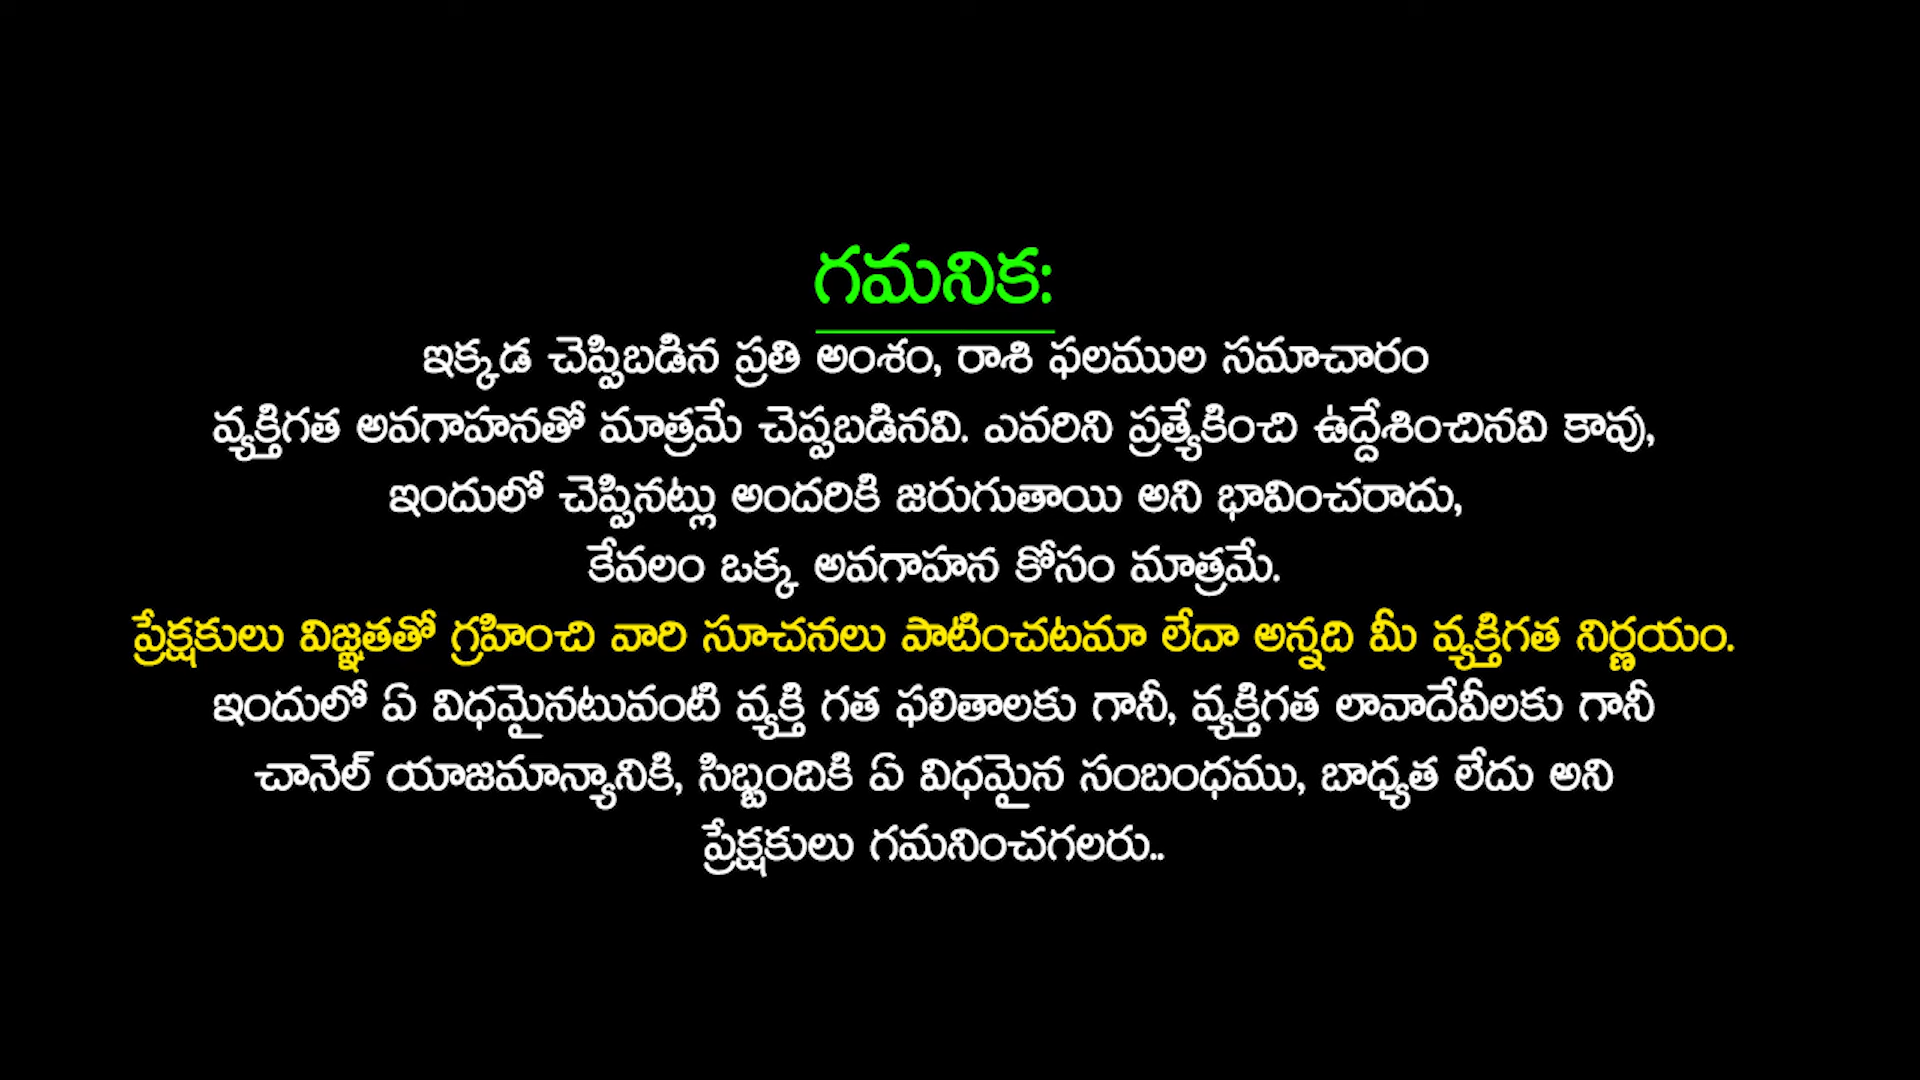 గమనిక:
ఇక్కడ చెప్పిబడిన ప్రతి అంశం, రాశి ఫలముల సమాచారం
వ్యక్తిగత అవగాహనతో మాత్రమే చెప్పబడినవి. ఎవరిని ప్రత్యేకించి ఉద్దేశించినవి కావు,
ఇందులో చెప్పినట్లు అందరికి జరుగుతాయి అని భావించరాదు,
కేవలం ఒక్క అవగాహన కోసం మాత్రమే.
ప్రేక్షకులు విజ్ఞతతో గ్రహించి వారి సూచనలు పాటించటమా లేదా అన్నది మీ వ్యక్తిగత నిర్ణయం.
ఇందులో ఏ విధమైనటువంటి వ్యక్తి గత ఫలితాలకు గానీ, వ్యక్తిగత లావాదేవీలకు గానీ
చానెల్ యాజమాన్యానికి, సిబ్బందికి ఏ విధమైన సంబంధము, బాధ్యత లేదు అని
ప్రేక్షకులు గమనించగలరు..